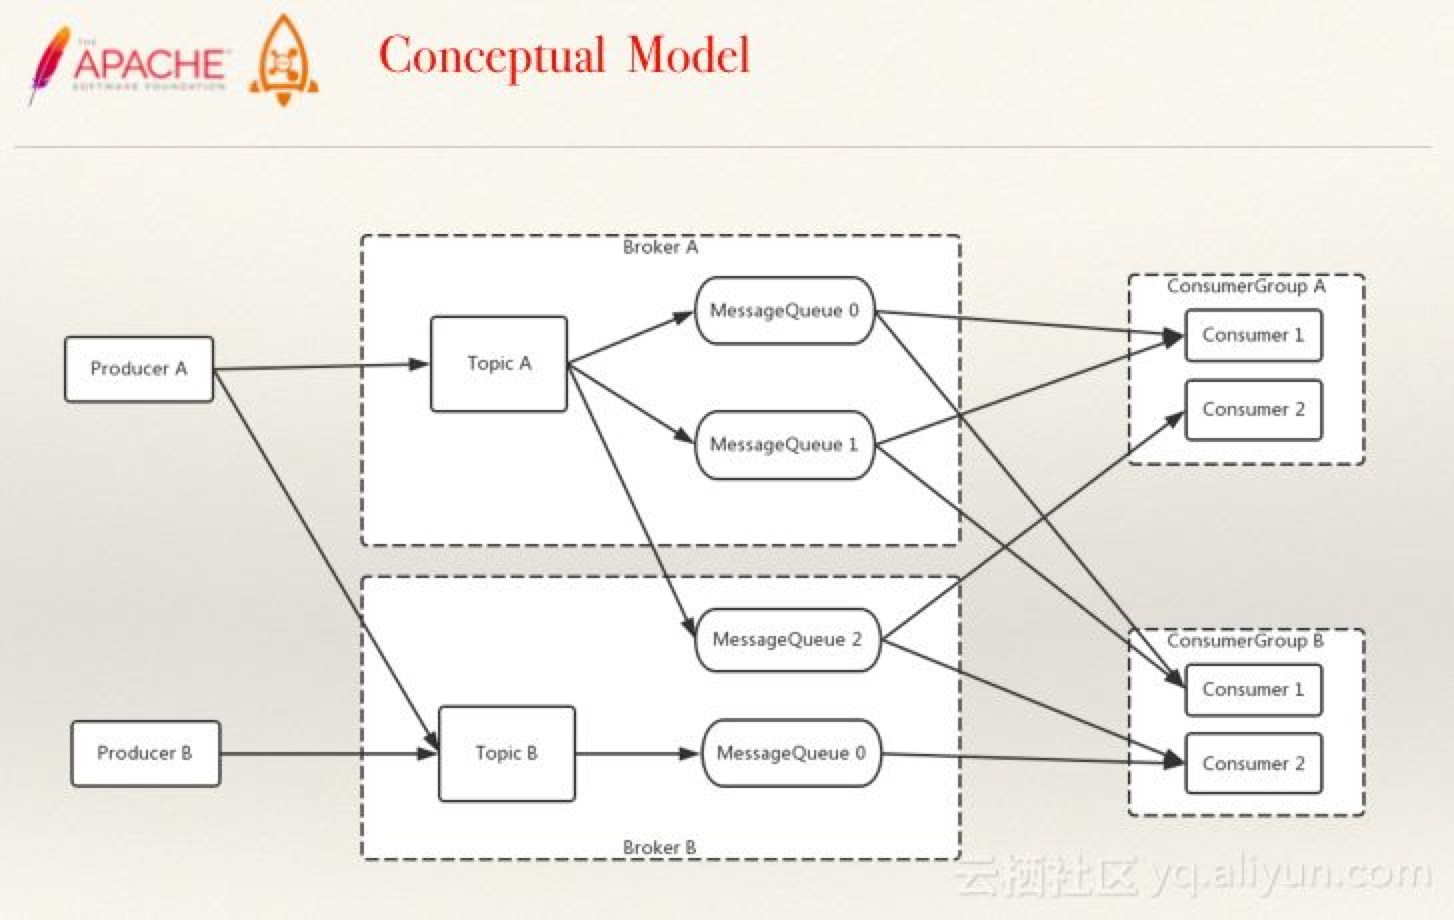 THE
APACHE
SOFTWARE FOUNDATION
Conceptual Model
Broker A
MessageQueue 0
ConsumerGroup A
Consumer 1
Producer A
Topic A
Consumer 2
MessageQueue 1
MessageQueue 2
ConsumerGroup B
Consumer 1
Producer B
Topic B
MessageQueue 0
Consumer 2
Broker B
云栖社区 yq.aliyun.com